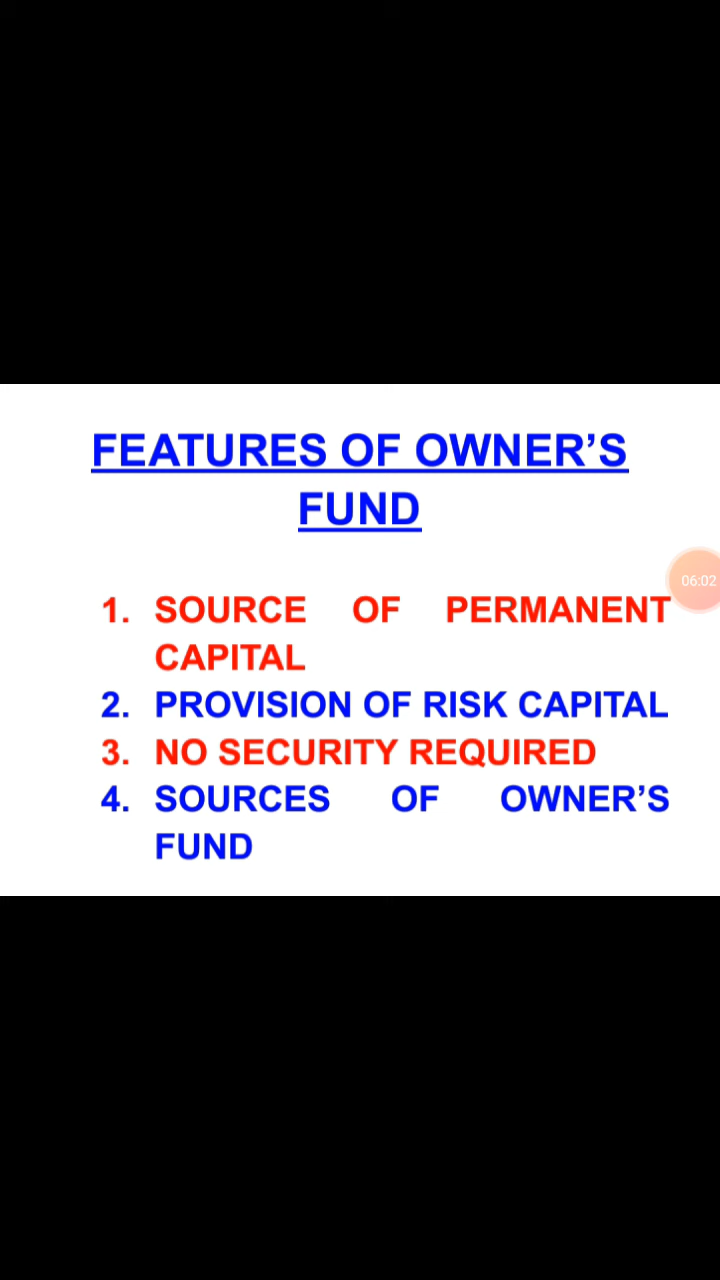 FEATURES OF OWNER’S
FUND
1. SOURCE OF PERMANENT
CAPITAL
06:02
2. PROVISION OF RISK CAPITAL
3. NO SECURITY REQUIRED
4. SOURCES OF OWNER’S
FUND